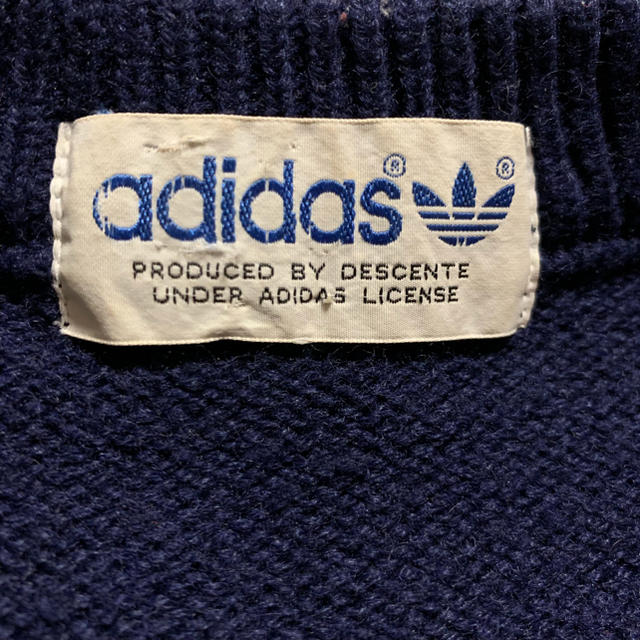 adidas® ®
PRODUCED BY DESCENTE
UNDER ADIDAS LICENSE